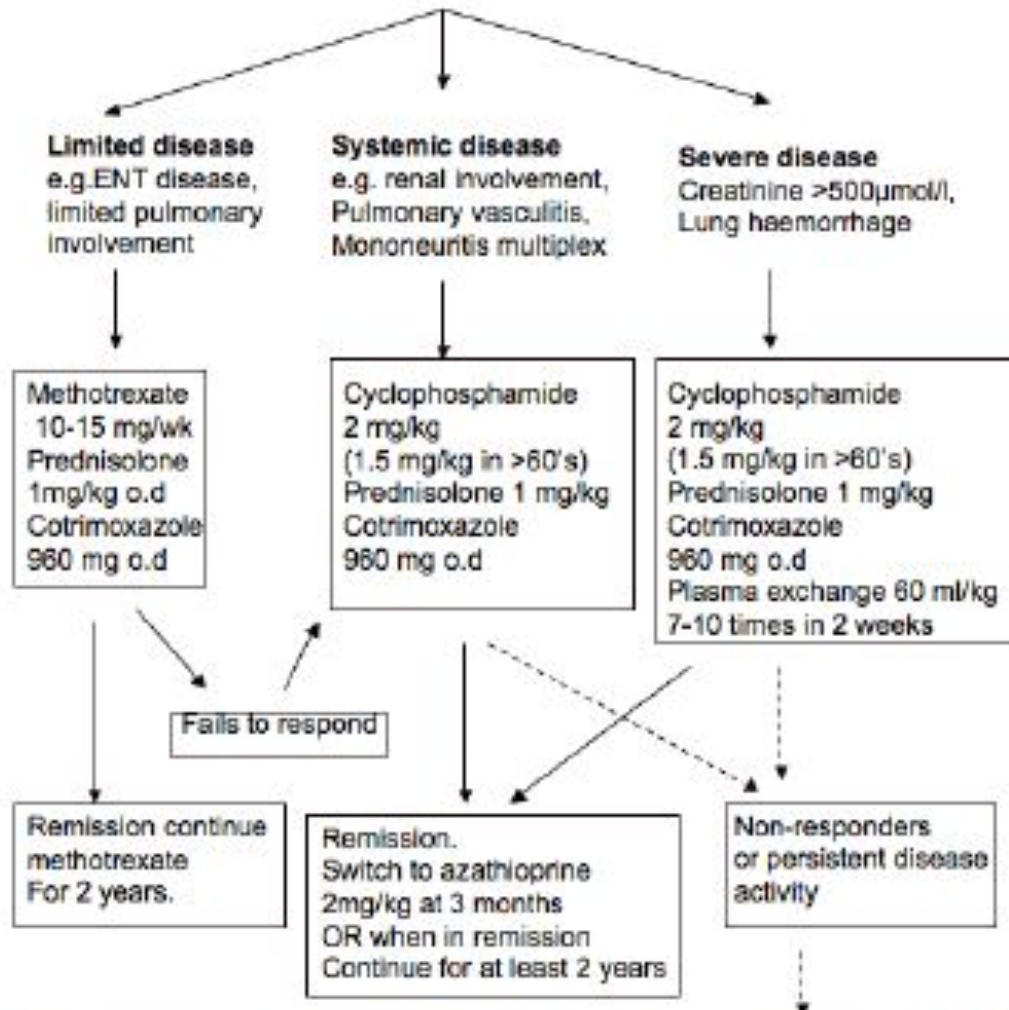 Limited disease
e.g.ENT disease,
limited pulmonary
involvement
Systemic disease
e.g. renal involvement,
Pulmonary vasculitis,
Mononeuritis multiplex
Severe disease
Creatinine >500µmol/l,
Lung haemorrhage
Methotrexate
10-15 mg/wk
Prednisolone
1mg/kg o.d
Cotrimoxazole
960 mg o.d
Cyclophosphamide
2 mg/kg
(1.5 mg/kg in >60's)
Prednisolone 1 mg/kg
Cotrimoxazole
960 mg o.d
Cyclophosphamide
2 mg/kg
(1.5 mg/kg in >60's)
Prednisolone 1 mg/kg
Cotrimoxazole
960 mg o.d
Plasma exchange 60 ml/kg
7-10 times in 2 weeks
Fails to respond
Remission continue
methotrexate
For 2 years.
Remission.
Switch to azathioprine
2mg/kg at 3 months
OR when in remission
Continue for at least 2 years
Non-responders
or persistent disease
activity